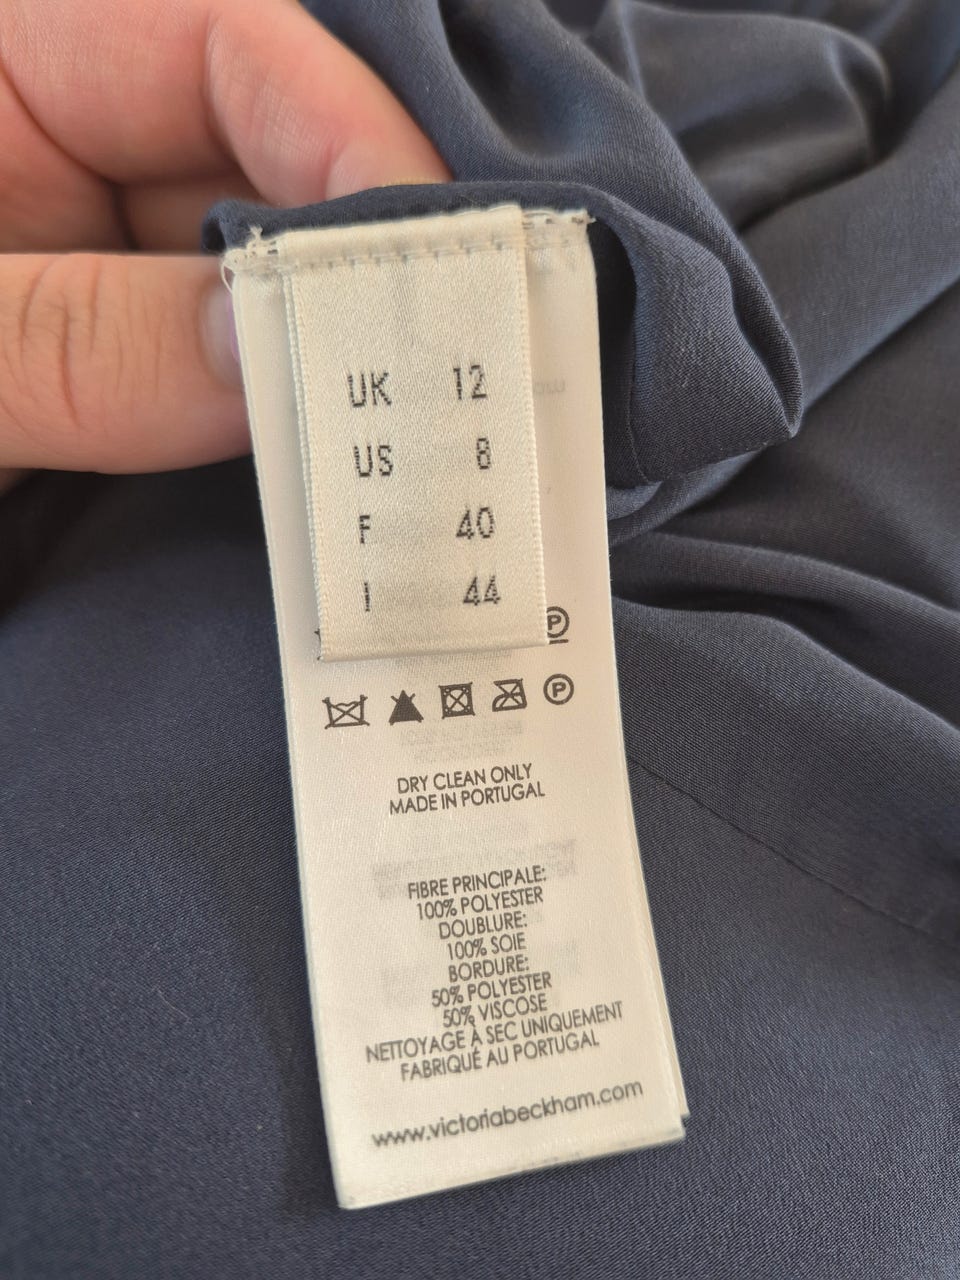 UK 12
US 8
F 40
I 44
P
P
DRY CLEAN ONLY
MADE IN PORTUGAL
FIBRE PRINCIPALE:
100% POLYESTER
DOUBLURE:
100% SOIE
BORDURE:
50% POLYESTER
50% VISCOSE
NETTOYAGE À SEC UNIQUEMENT
FABRIQUÉ AU PORTUGAL
www.victoriabeckham.com